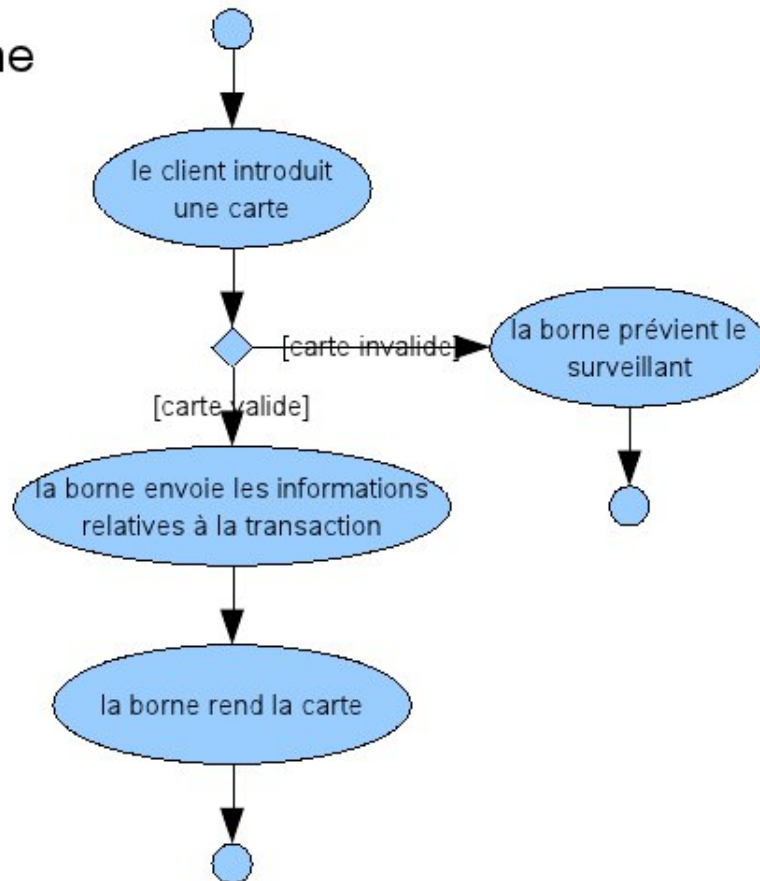 ne
le client introduit
une carte
[carte invalide]
la borne prévient le
surveillant
[carte valide]
la borne envoie les informations
relatives à la transaction
la borne rend la carte